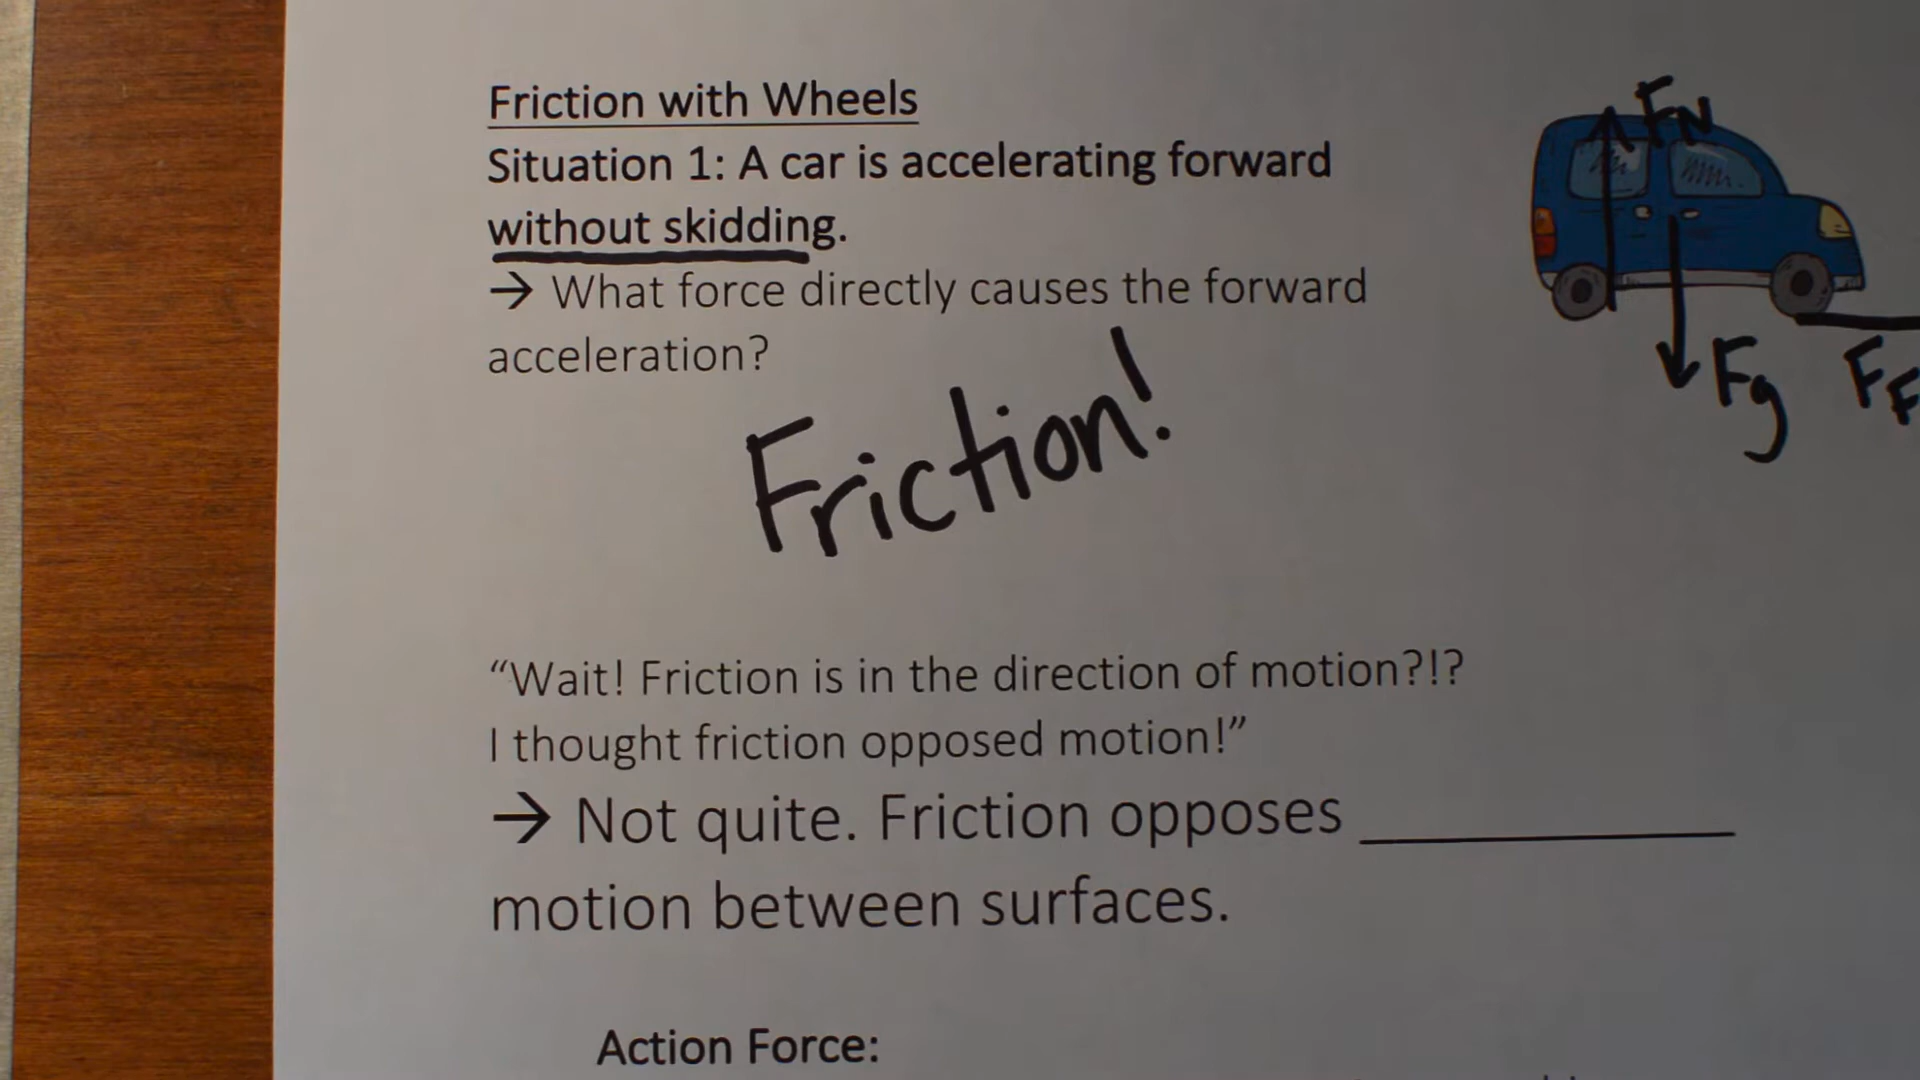 Friction with Wheels
Situation 1: A car is accelerating forward
without skidding.
→ What force directly causes the forward
acceleration?
Friction!
FN
Fg
FF
“Wait! Friction is in the direction of motion?!?
I thought friction opposed motion!”
→ Not quite. Friction opposes ____________
motion between surfaces.
Action Force: